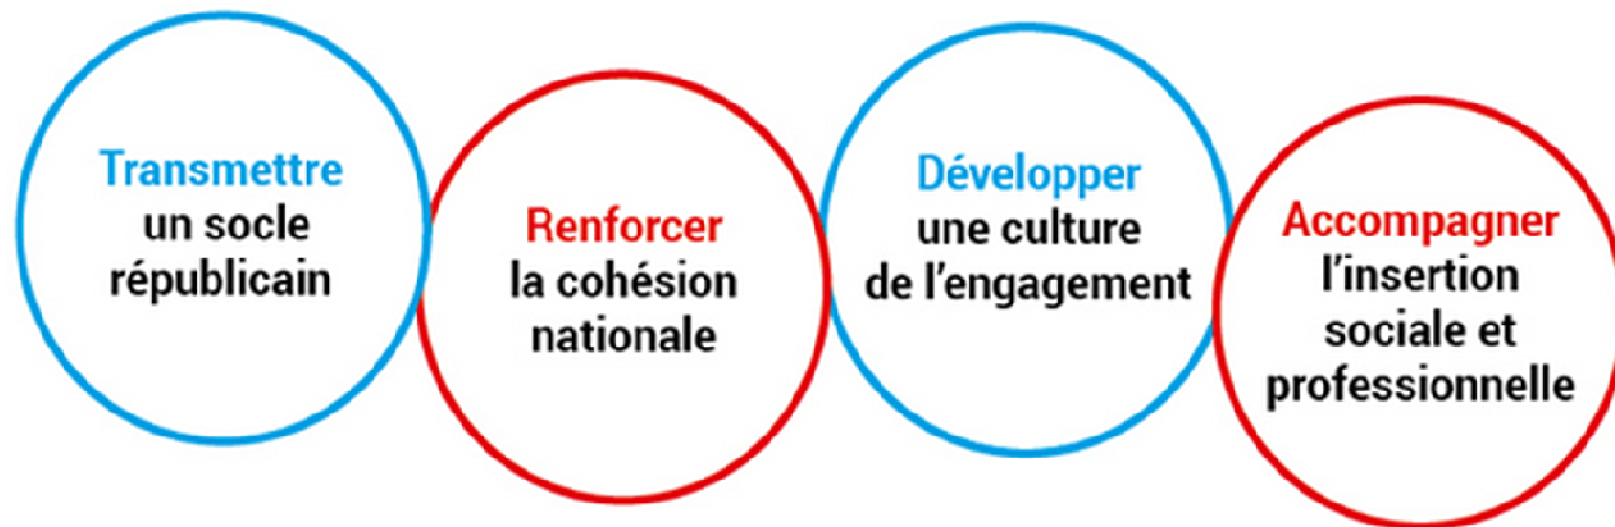 Transmettre
un socle
républicain
Renforcer
la cohésion
nationale
Développer
une culture
de l'engagement
Accompagner
l'insertion
sociale et
professionnelle